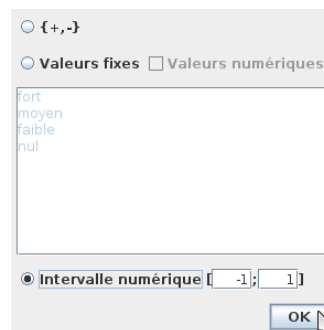 {+,-}
Valeurs fixes Valeurs numériques
fort
moyen
faible
nul
Intervalle numérique [ -1 ; 1 ]
OK